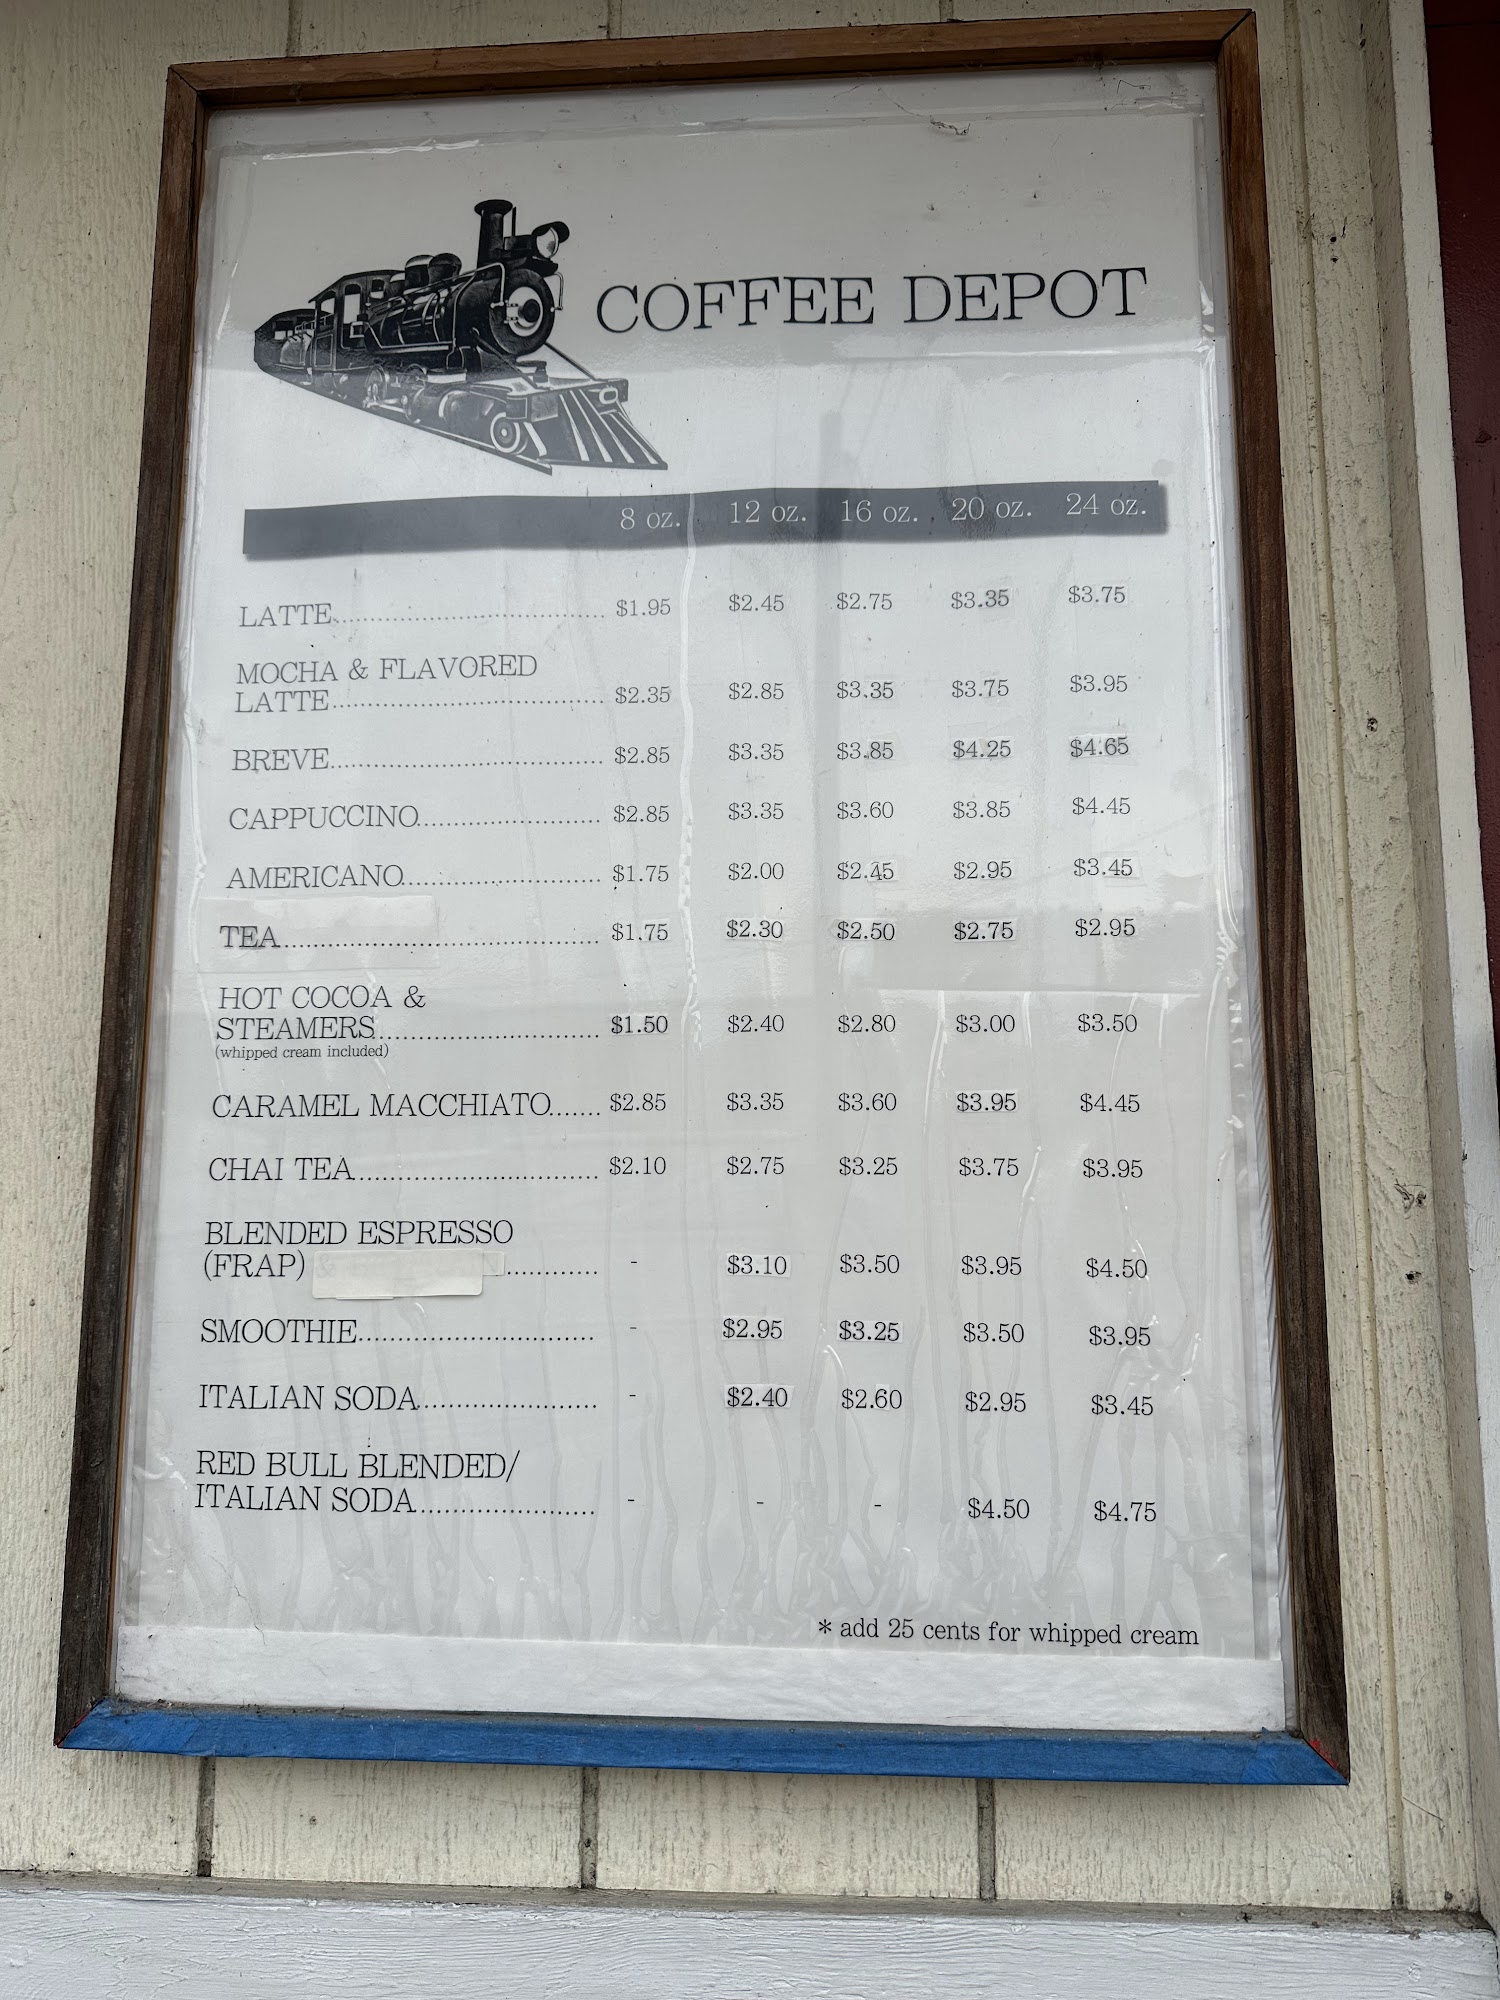 COFFEE DEPOT
8 oz. 12 oz. 16 oz. 20 oz. 24 oz.
LATTE $1.95 $2.45 $2.75 $3.35 $3.75
MOCHA & FLAVORED
LATTE $2.35 $2.85 $3.35 $3.75 $3.95
BREVE $2.85 $3.35 $3.85 $4.25 $4.65
CAPPUCCINO $2.85 $3.35 $3.60 $3.85 $4.45
AMERICANO $1.75 $2.00 $2.45 $2.95 $3.45
TEA $1.75 $2.30 $2.50 $2.75 $2.95
HOT COCOA &
STEAMERS $1.50 $2.40 $2.80 $3.00 $3.50
(whipped cream included)
CARAMEL MACCHIATO $2.85 $3.35 $3.60 $3.95 $4.45
CHAI TEA $2.10 $2.75 $3.25 $3.75 $3.95
BLENDED ESPRESSO
(FRAP) - $3.10 $3.50 $3.95 $4.50
SMOOTHIE - $2.95 $3.25 $3.50 $3.95
ITALIAN SODA - $2.40 $2.60 $2.95 $3.45
RED BULL BLENDED/
ITALIAN SODA - - - $4.50 $4.75
* add 25 cents for whipped cream